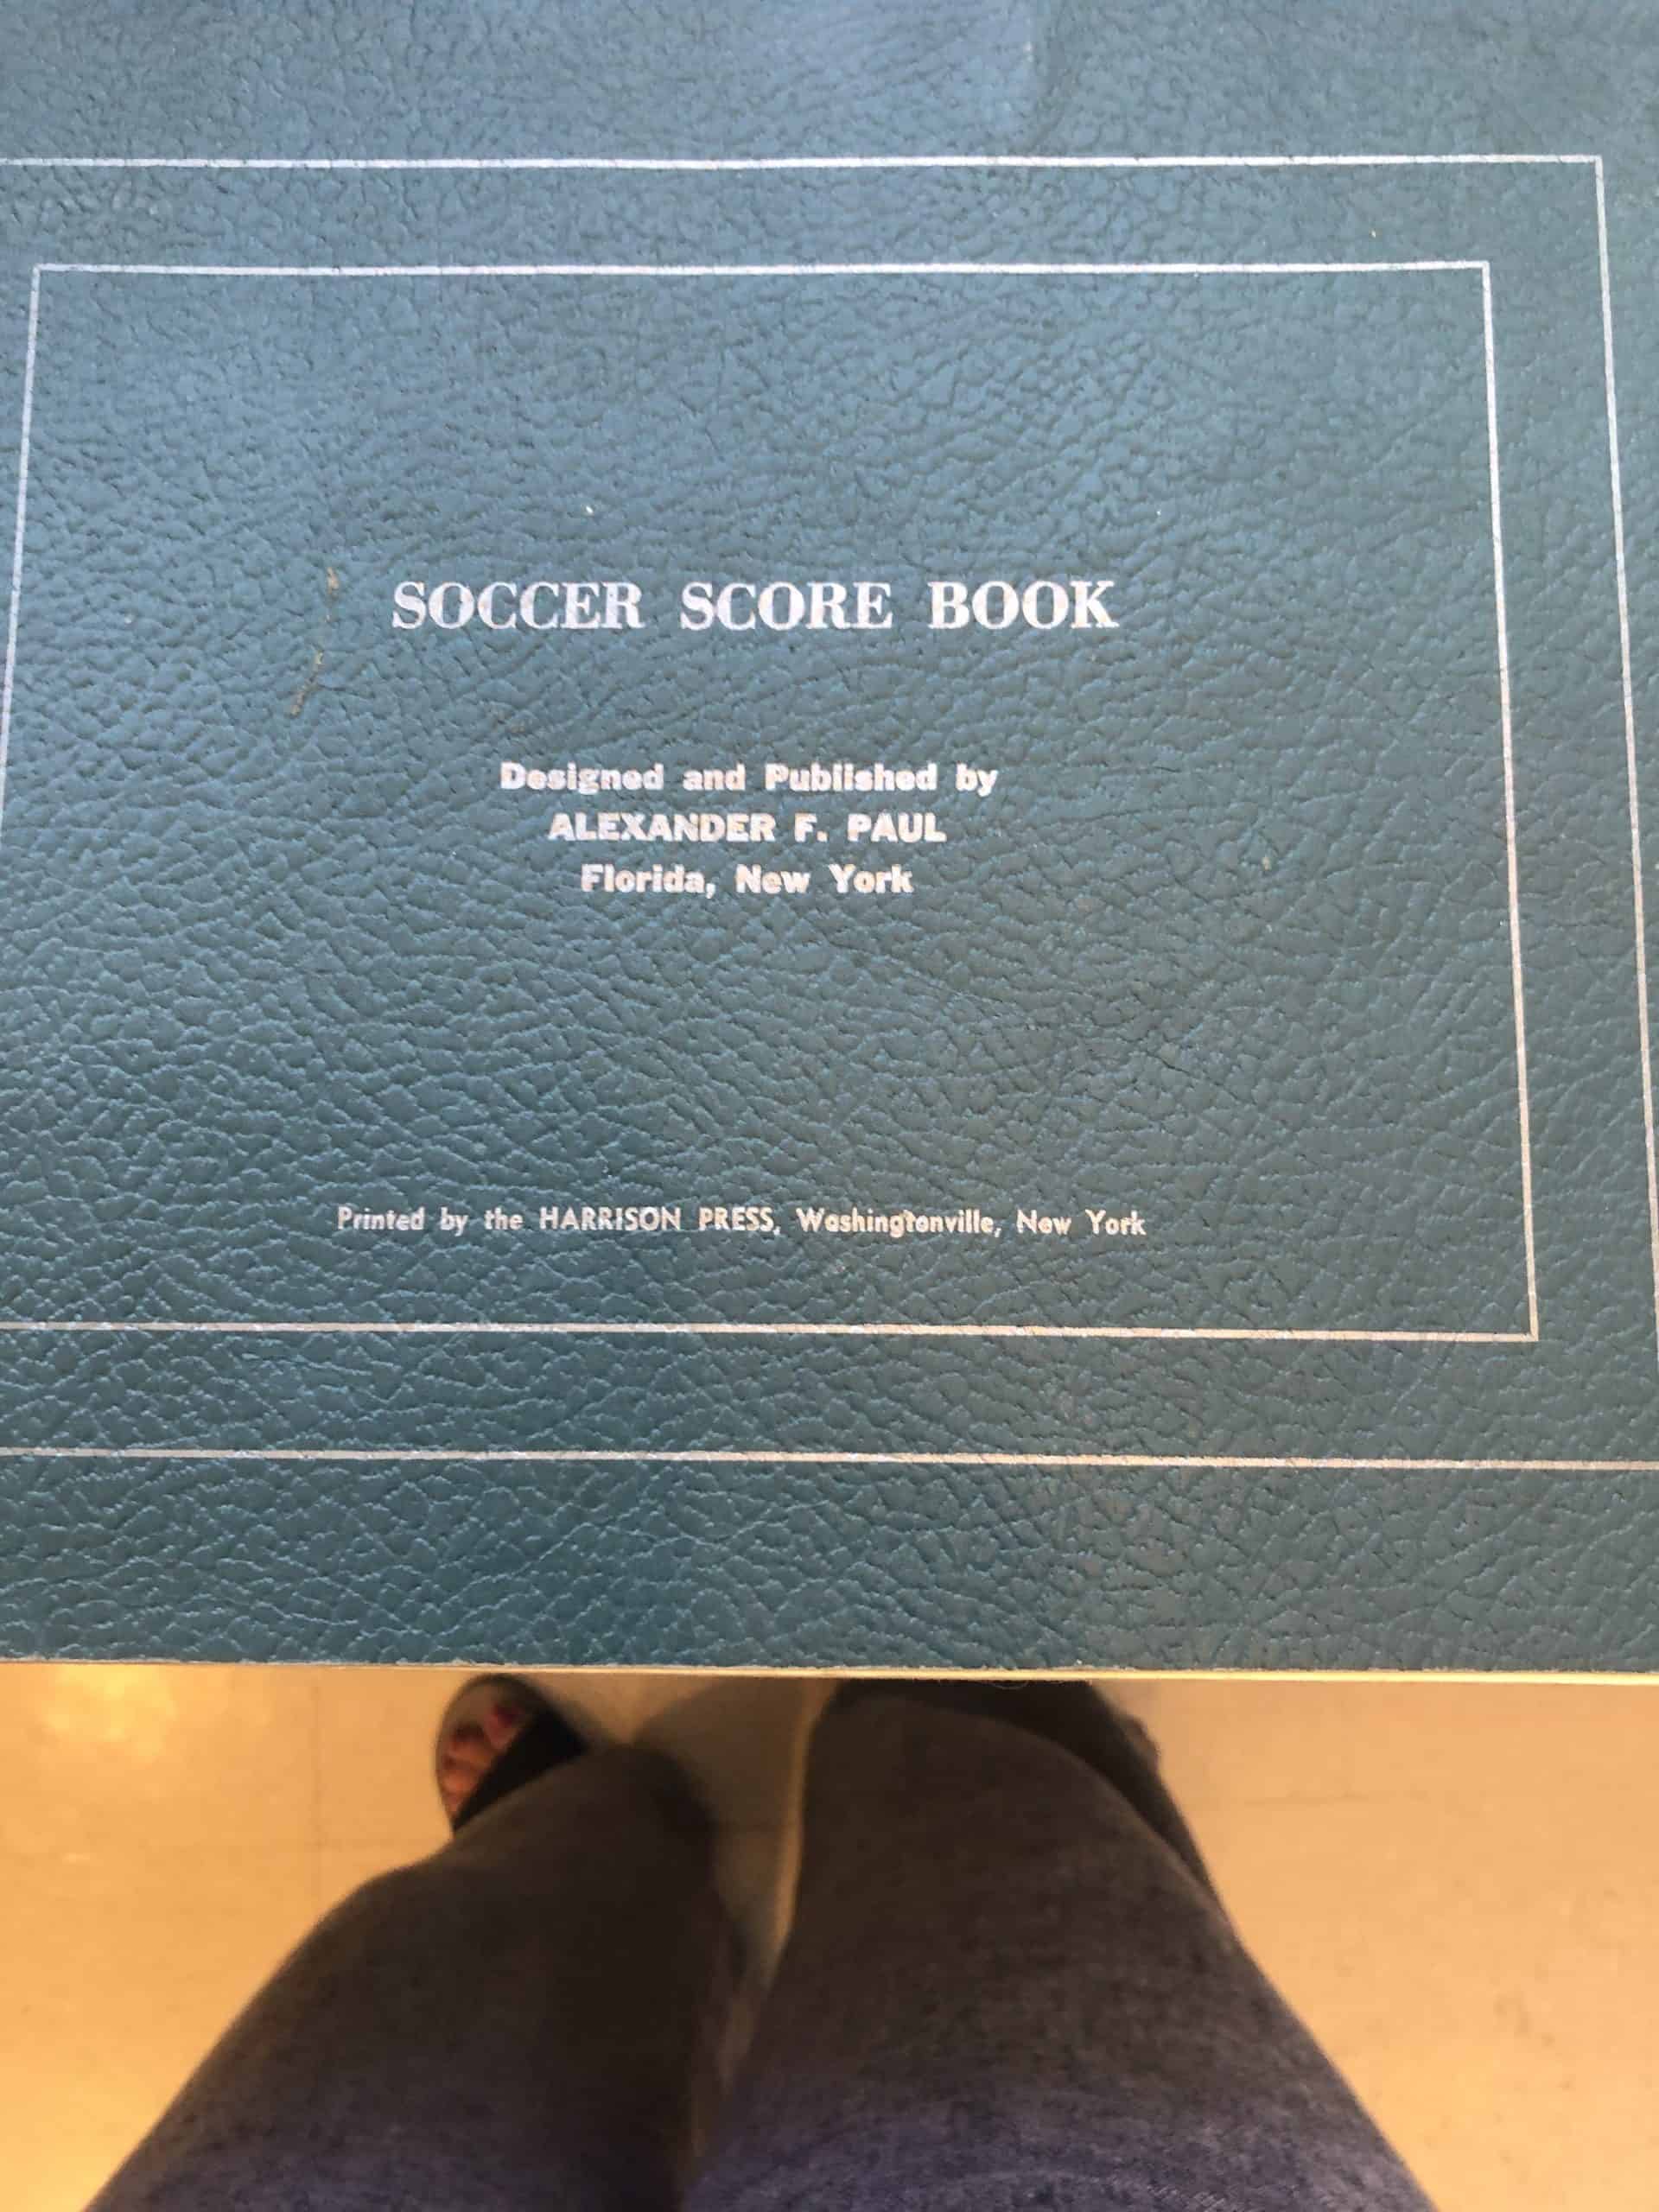 SOCCER SCORE BOOK
Designed and Published by
ALEXANDER F. PAUL
Florida, New York
Printed by the HARRISON PRESS, Washingtonville, New York